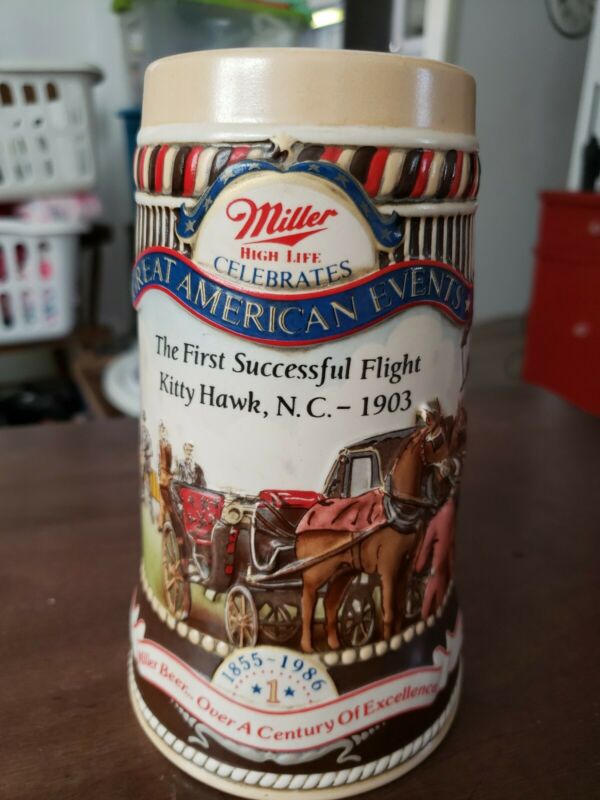 Miller
HIGH LIFE
CELEBRATES
REAT AMERICAN EVENTS
The First Successful Flight
Kitty Hawk, N.C. – 1903
1855~1986
1
Miller Beer... Over A Century Of Excellence